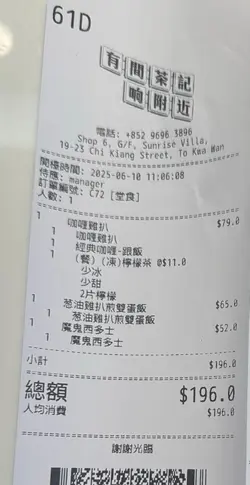 61D
有間茶記
喺附近
電話: +852 9696 3896
Shop 6, G/F, Sunrise Villa,
19-23 Chi Kiang Street, To Kwa Wan
開檯時間: 2025-06-10 11:06:08
侍應: manager
訂單編號: C72 [堂食]
人數: 1
1 咖喱雞扒 $79.0
1 咖喱雞扒
1 經典咖喱-跟飯
1 (餐) (凍)檸檬茶 @$11.0
少冰
少甜
2片檸檬
1 葱油雞扒煎雙蛋飯 $65.0
1 葱油雞扒煎雙蛋飯
1 魔鬼西多士 $52.0
1 魔鬼西多士
小計 $196.0
總額 $196.0
人均消費 $196.0
謝謝光臨